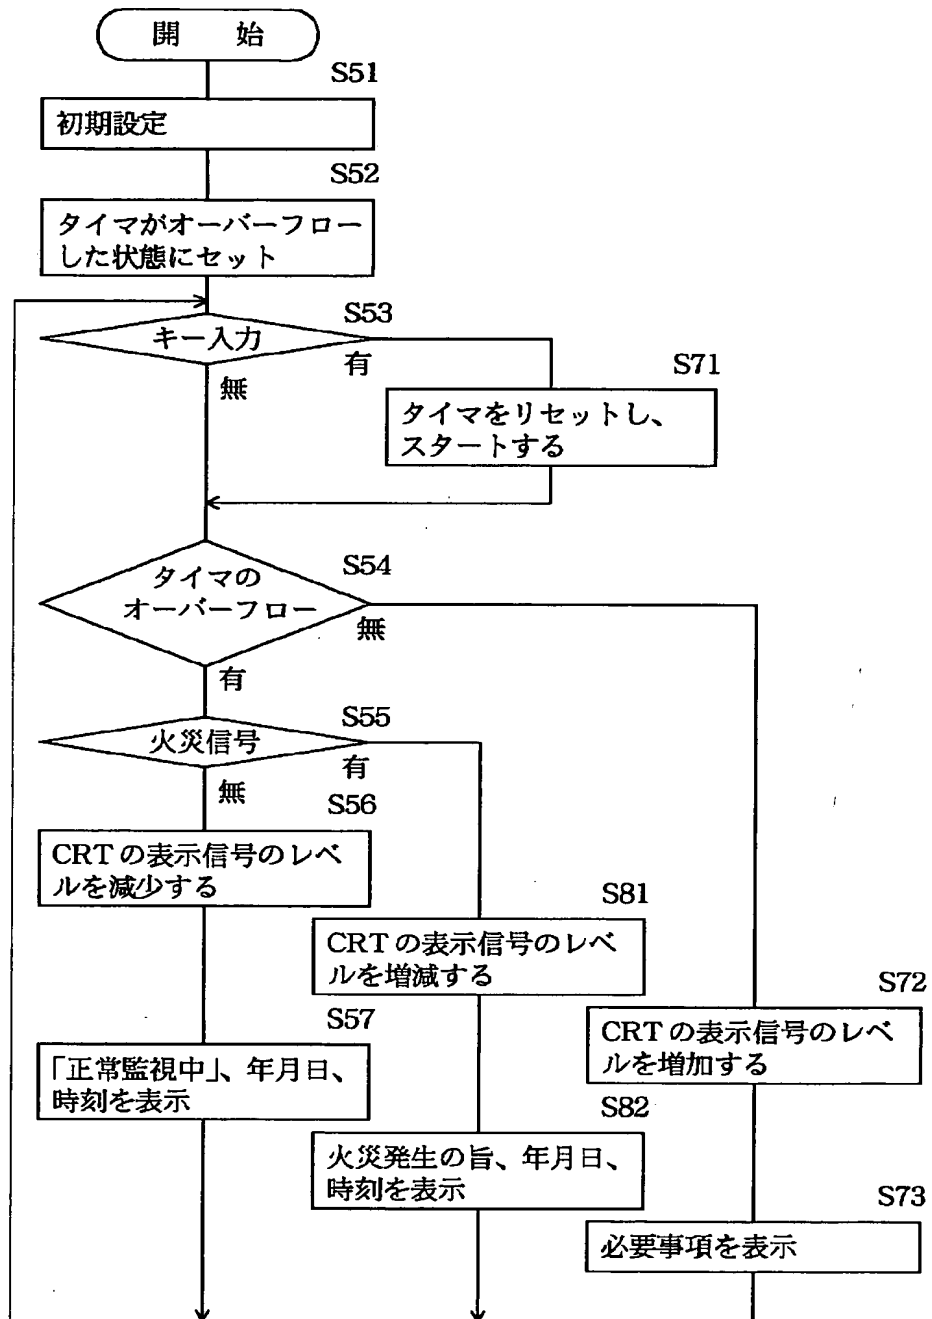 開　始
S51
初期設定
S52
タイマがオーバーフロー
した状態にセット
S53
キー入力
有
無
S71
タイマをリセットし、
スタートする
S54
タイマの
オーバーフロー
無
有
S55
火災信号
有
無
S56
CRTの表示信号のレベ
ルを減少する
S81
CRTの表示信号のレベ
ルを増減する
S72
CRTの表示信号のレベ
ルを増加する
S57
「正常監視中」、年月日、
時刻を表示
S82
火災発生の旨、年月日、
時刻を表示
S73
必要事項を表示